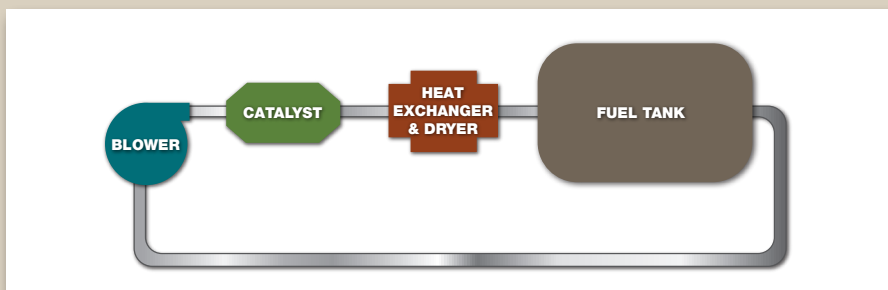 BLOWER
CATALYST
HEAT
EXCHANGER
& DRYER
FUEL TANK